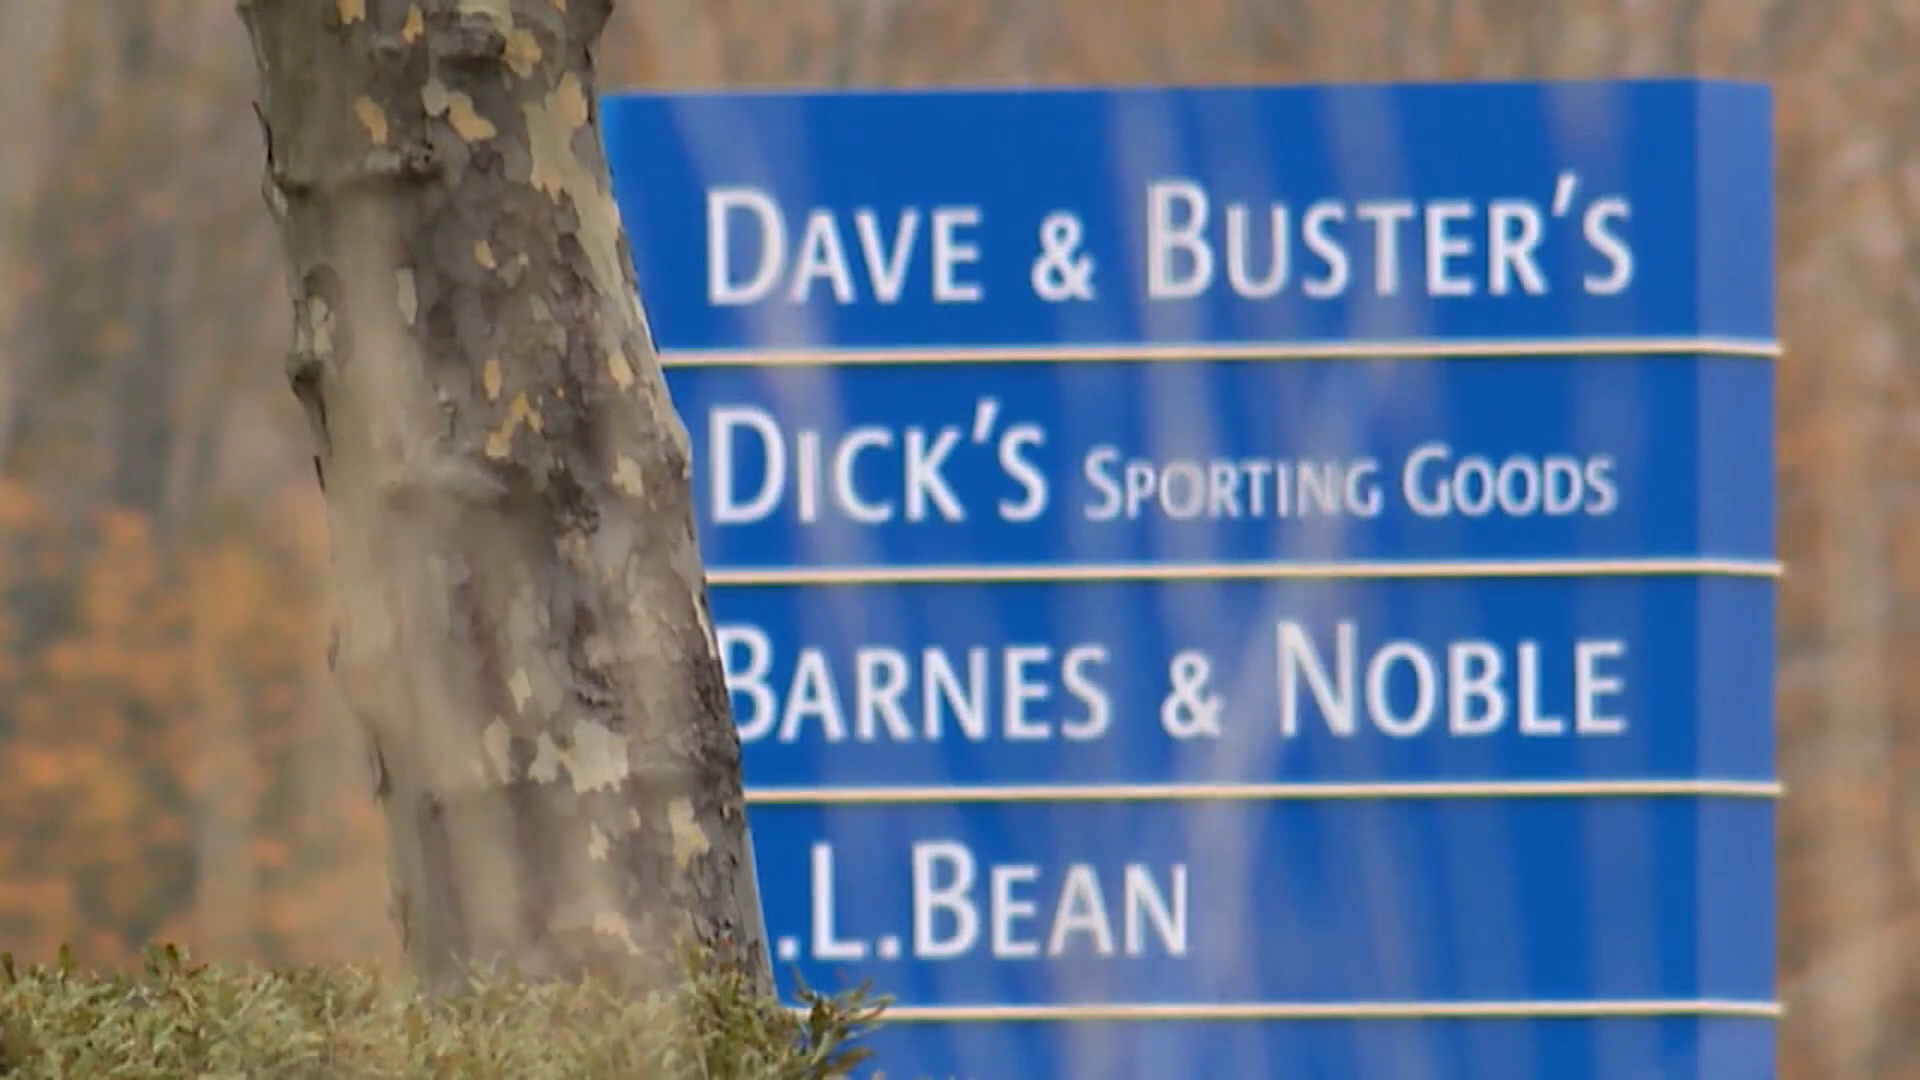 DAVE & BUSTER'S
DICK'S SPORTING GOODS
BARNES & NOBLE
.L.BEAN